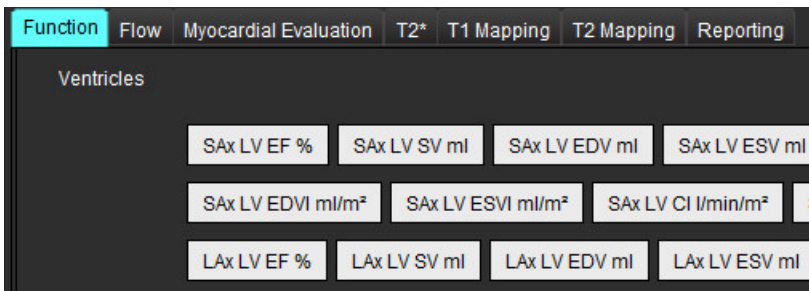 Function Flow Myocardial Evaluation T2* T1 Mapping T2 Mapping Reporting
Ventricles
SAx LV EF % SAx LV SV ml SAx LV EDV ml SAx LV ESV ml
SAx LV EDVI ml/m² SAx LV ESVI ml/m² SAx LV CI l/min/m²
LAx LV EF % LAx LV SV ml LAx LV EDV ml LAx LV ESV ml